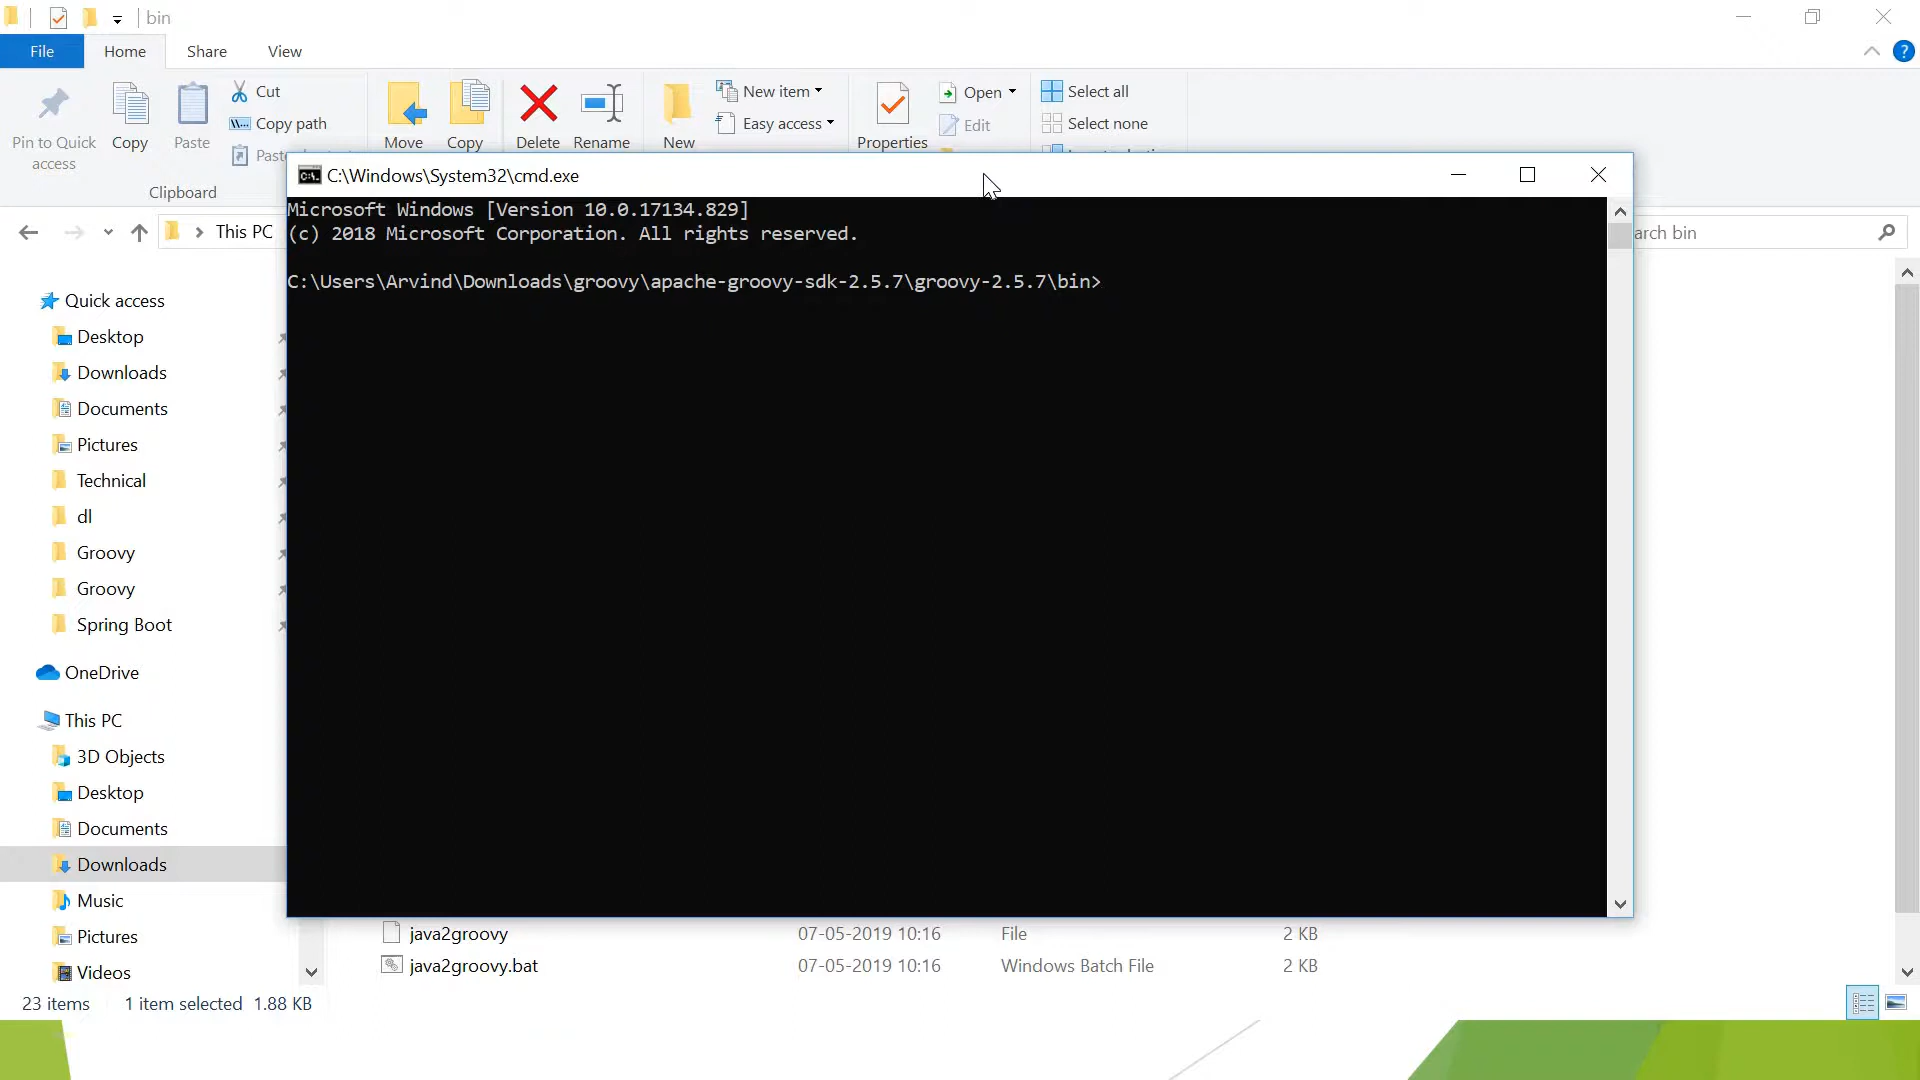 bin
File
Home
Share
View
?
Pin to Quick
access
Copy
Paste
Cut
Copy path
Clipboard
Move
Copy
Delete
Rename
New
New item
Easy access
Properties
Open
Edit
Select all
Select none
C:\Windows\System32\cmd.exe
Microsoft Windows [Version 10.0.17134.829]
(c) 2018 Microsoft Corporation. All rights reserved.
C:\Users\Arvind\Downloads\groovy\apache-groovy-sdk-2.5.7\groovy-2.5.7\bin>
This PC
arch bin
Quick access
Desktop
Downloads
Documents
Pictures
Technical
dl
Groovy
Groovy
Spring Boot
OneDrive
This PC
3D Objects
Desktop
Documents
Downloads
Music
Pictures
Videos
java2groovy 07-05-2019 10:16 File 2 KB
java2groovy.bat 07-05-2019 10:16 Windows Batch File 2 KB
23 items 1 item selected 1.88 KB